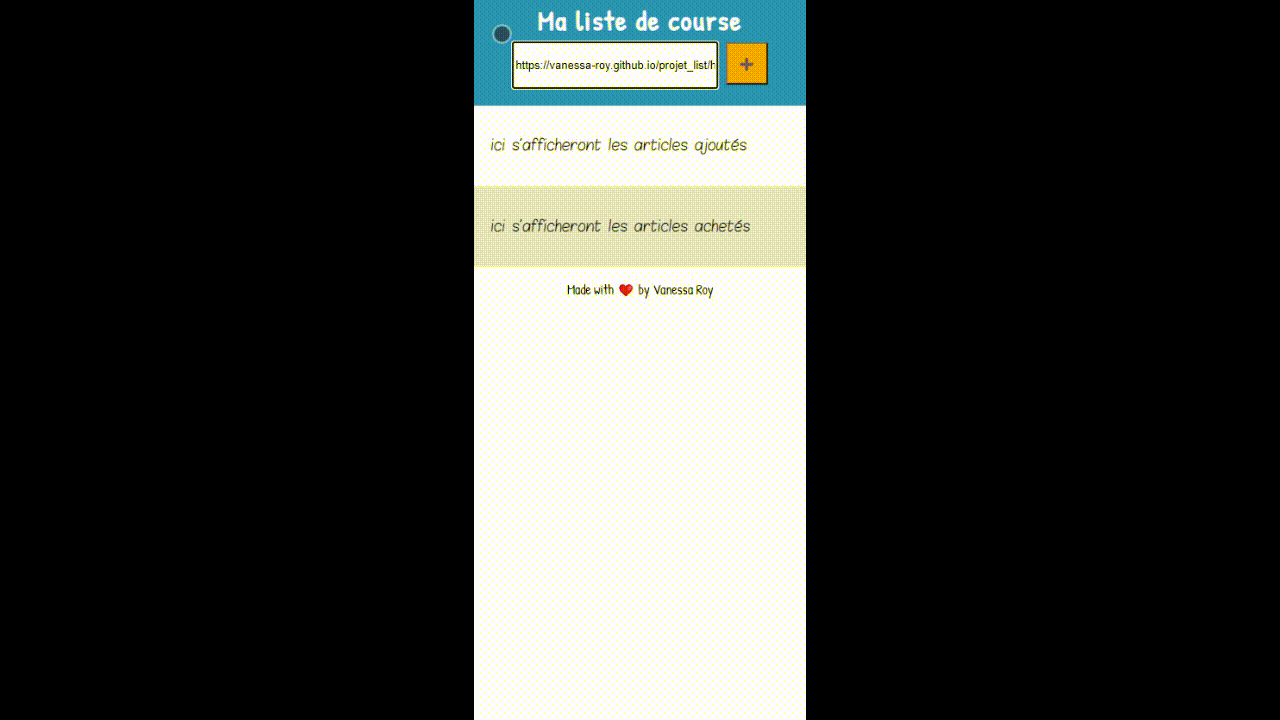 Ma liste de course
https://vanessa-roy.github.io/projet_list/h
+
ici s'afficheront les articles ajoutés
ici s'afficheront les articles achetés
Made with ❤ by Vanessa Roy